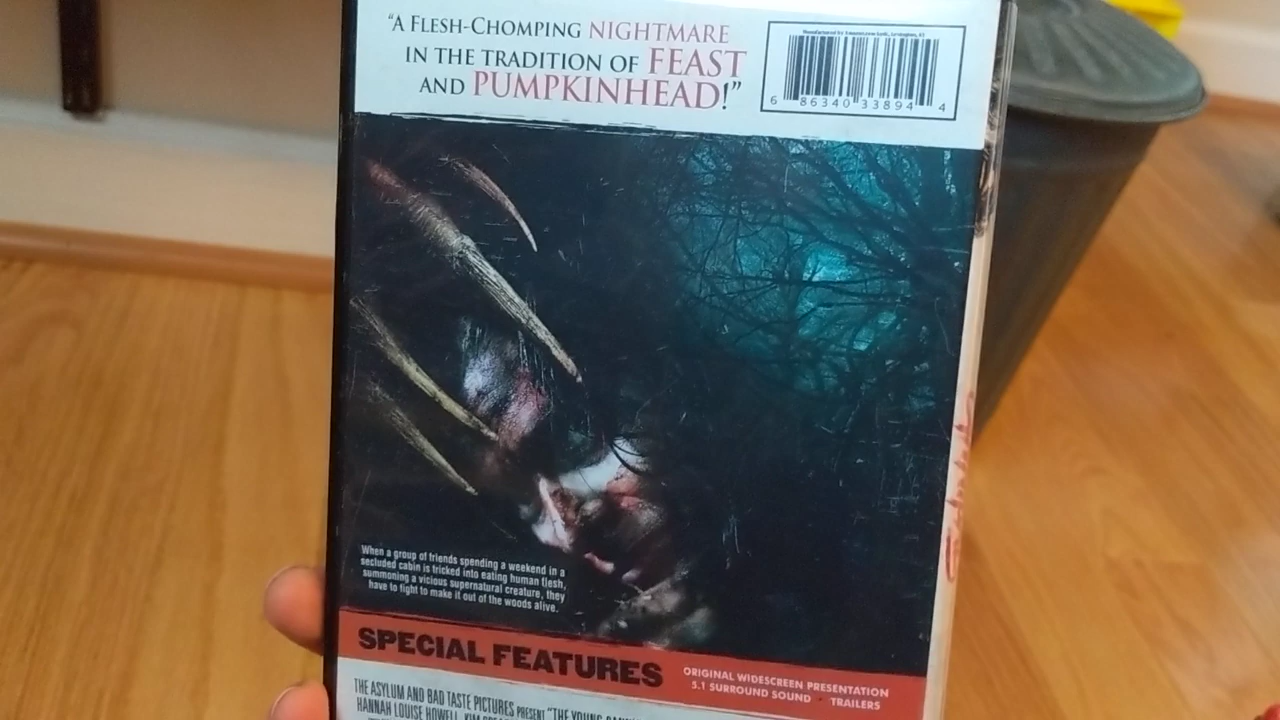 "A FLESH-CHOMPING NIGHTMARE
IN THE TRADITION OF FEAST
AND PUMPKINHEAD!"
6 86340 33894 4
When a group of friends spending a weekend in a
secluded cabin is tricked into eating human flesh,
summoning a vicious supernatural creature, they
have to fight to make it out of the woods alive.
SPECIAL FEATURES
ORIGINAL WIDESCREEN PRESENTATION
5.1 SURROUND SOUND · TRAILERS
THE ASYLUM AND BAD TASTE PICTURES PRESENT "THE YOUNG
HANNAH LOUISE HOWELL, KIM